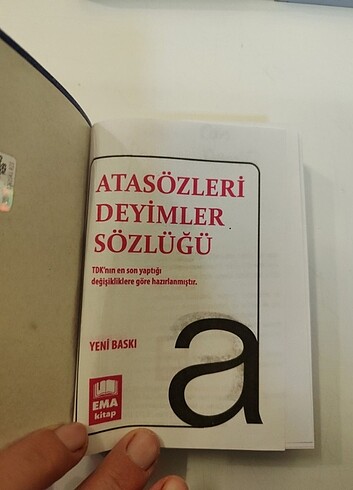 ATASÖZLERİ
DEYİMLER
SÖZLÜĞÜ
TDK'nın en son yaptığı
değişikliklere göre hazırlanmıştır.
YENİ BASKI
a
EMA
kitap